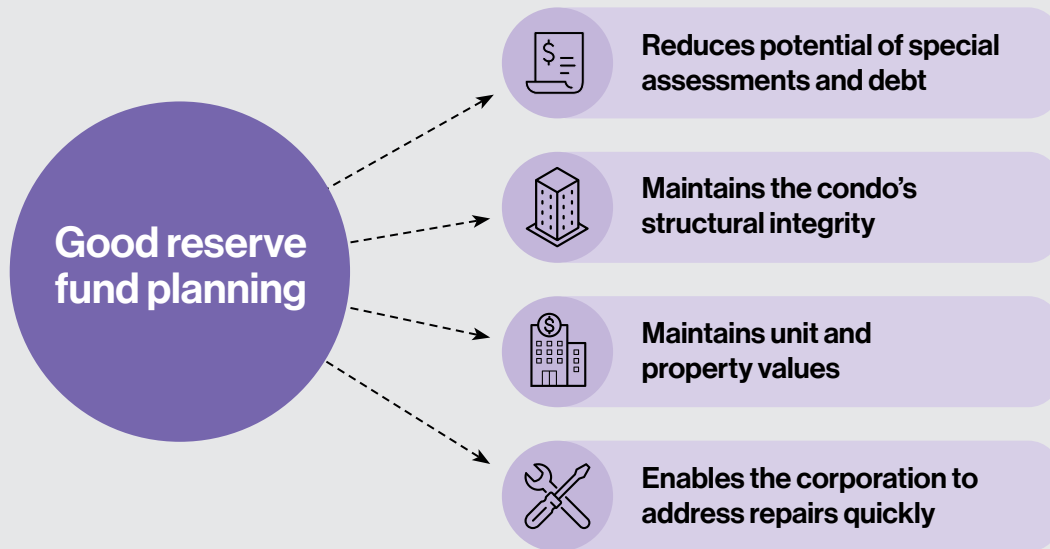 Good reserve
fund planning
$
Reduces potential of special
assessments and debt
Maintains the condo’s
structural integrity
$
Maintains unit and
property values
Enables the corporation to
address repairs quickly